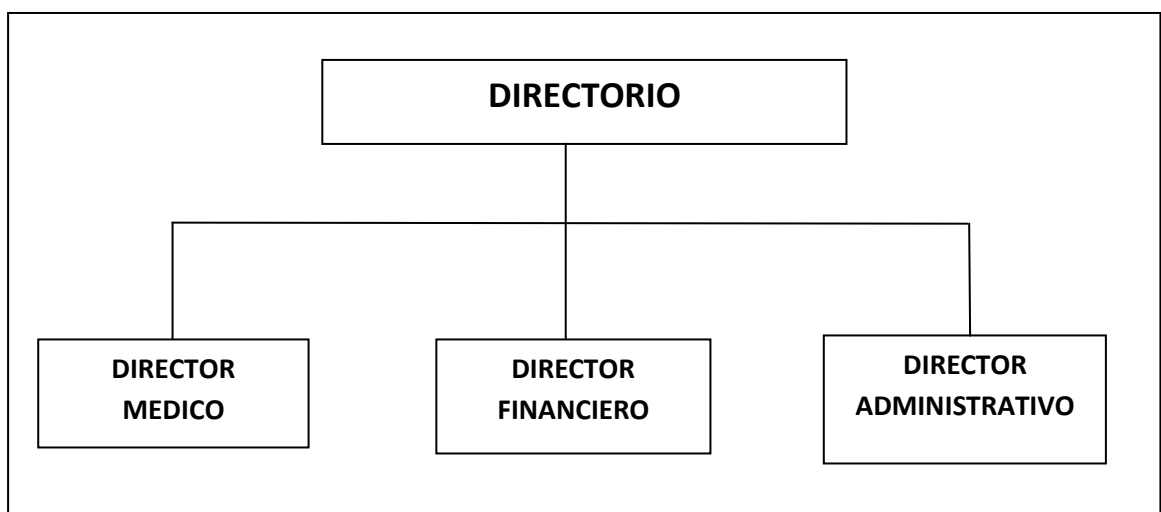 DIRECTORIO
DIRECTOR
MEDICO
DIRECTOR
FINANCIERO
DIRECTOR
ADMINISTRATIVO